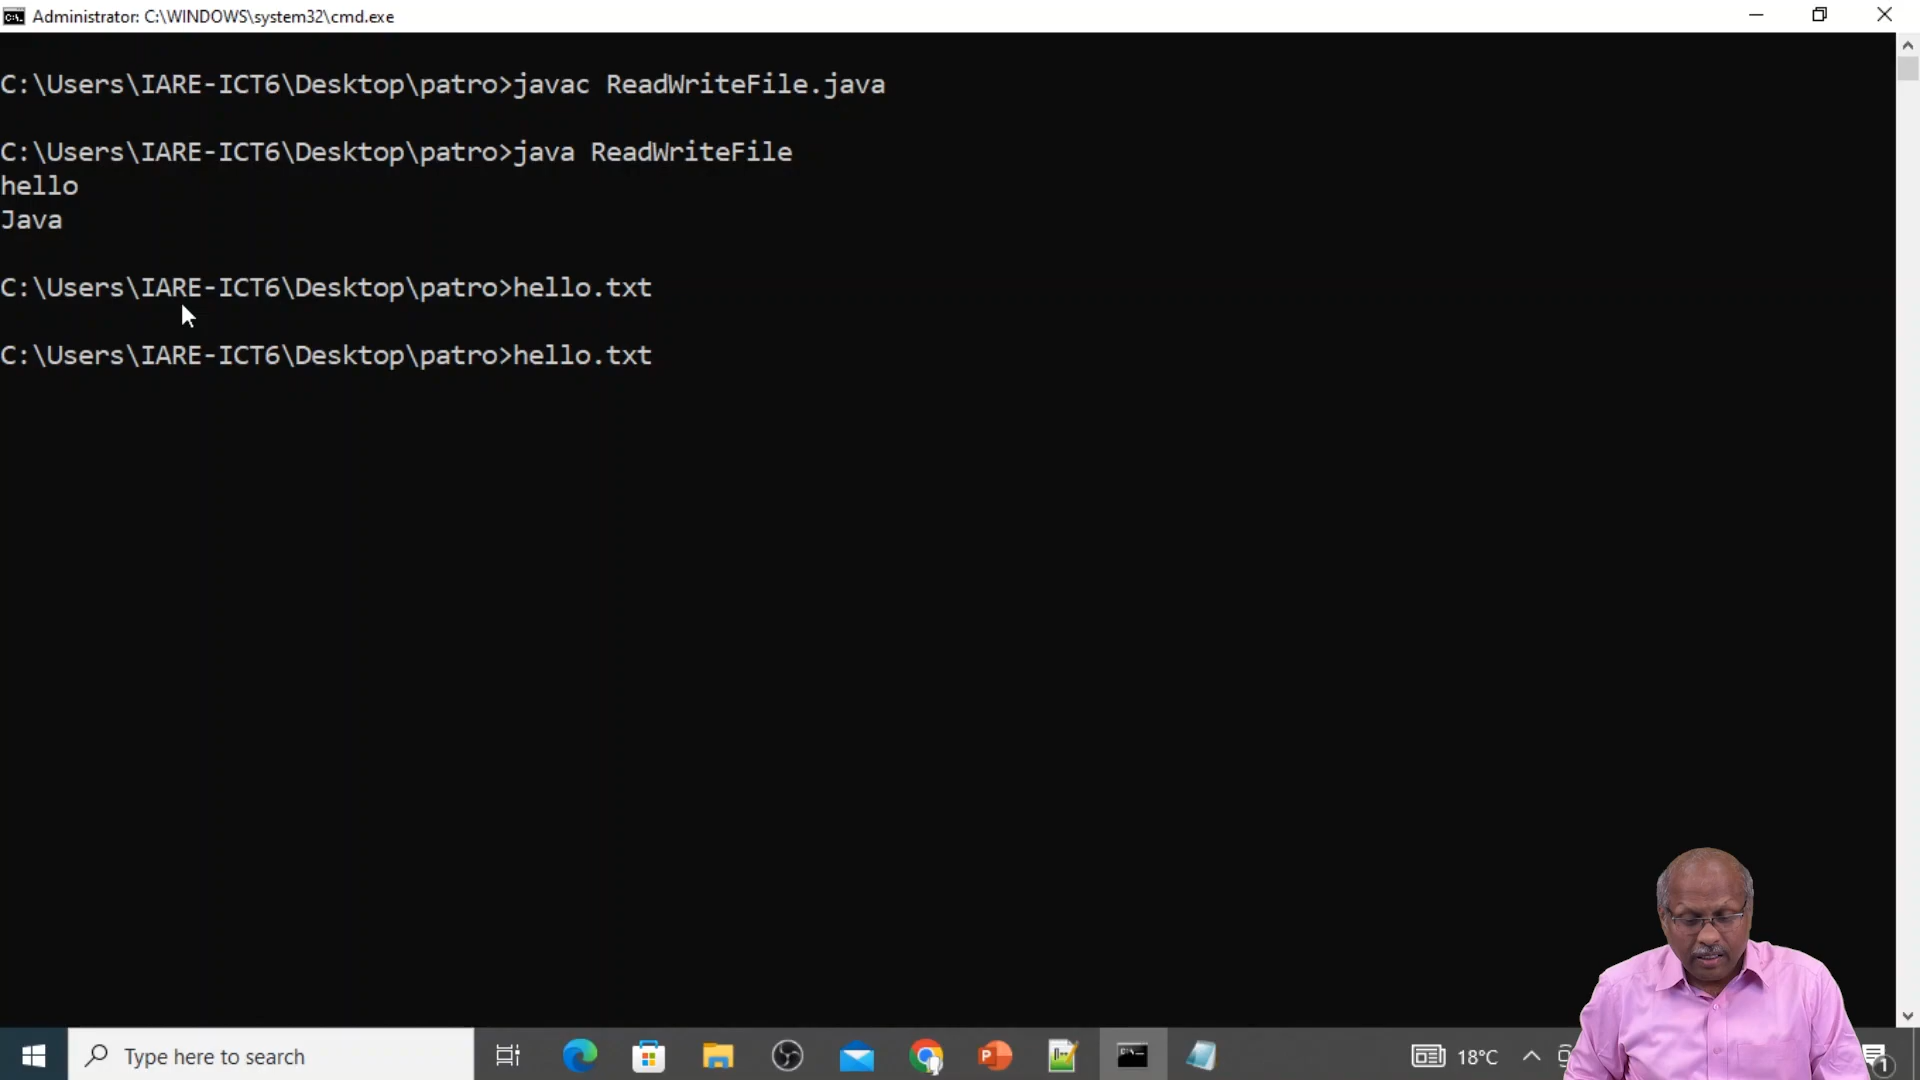 Administrator: C:\WINDOWS\system32\cmd.exe
C:\Users\IARE-ICT6\Desktop\patro>javac ReadWriteFile.java
C:\Users\IARE-ICT6\Desktop\patro>java ReadWriteFile
hello
Java
C:\Users\IARE-ICT6\Desktop\patro>hello.txt
C:\Users\IARE-ICT6\Desktop\patro>hello.txt
Type here to search
18°C
1